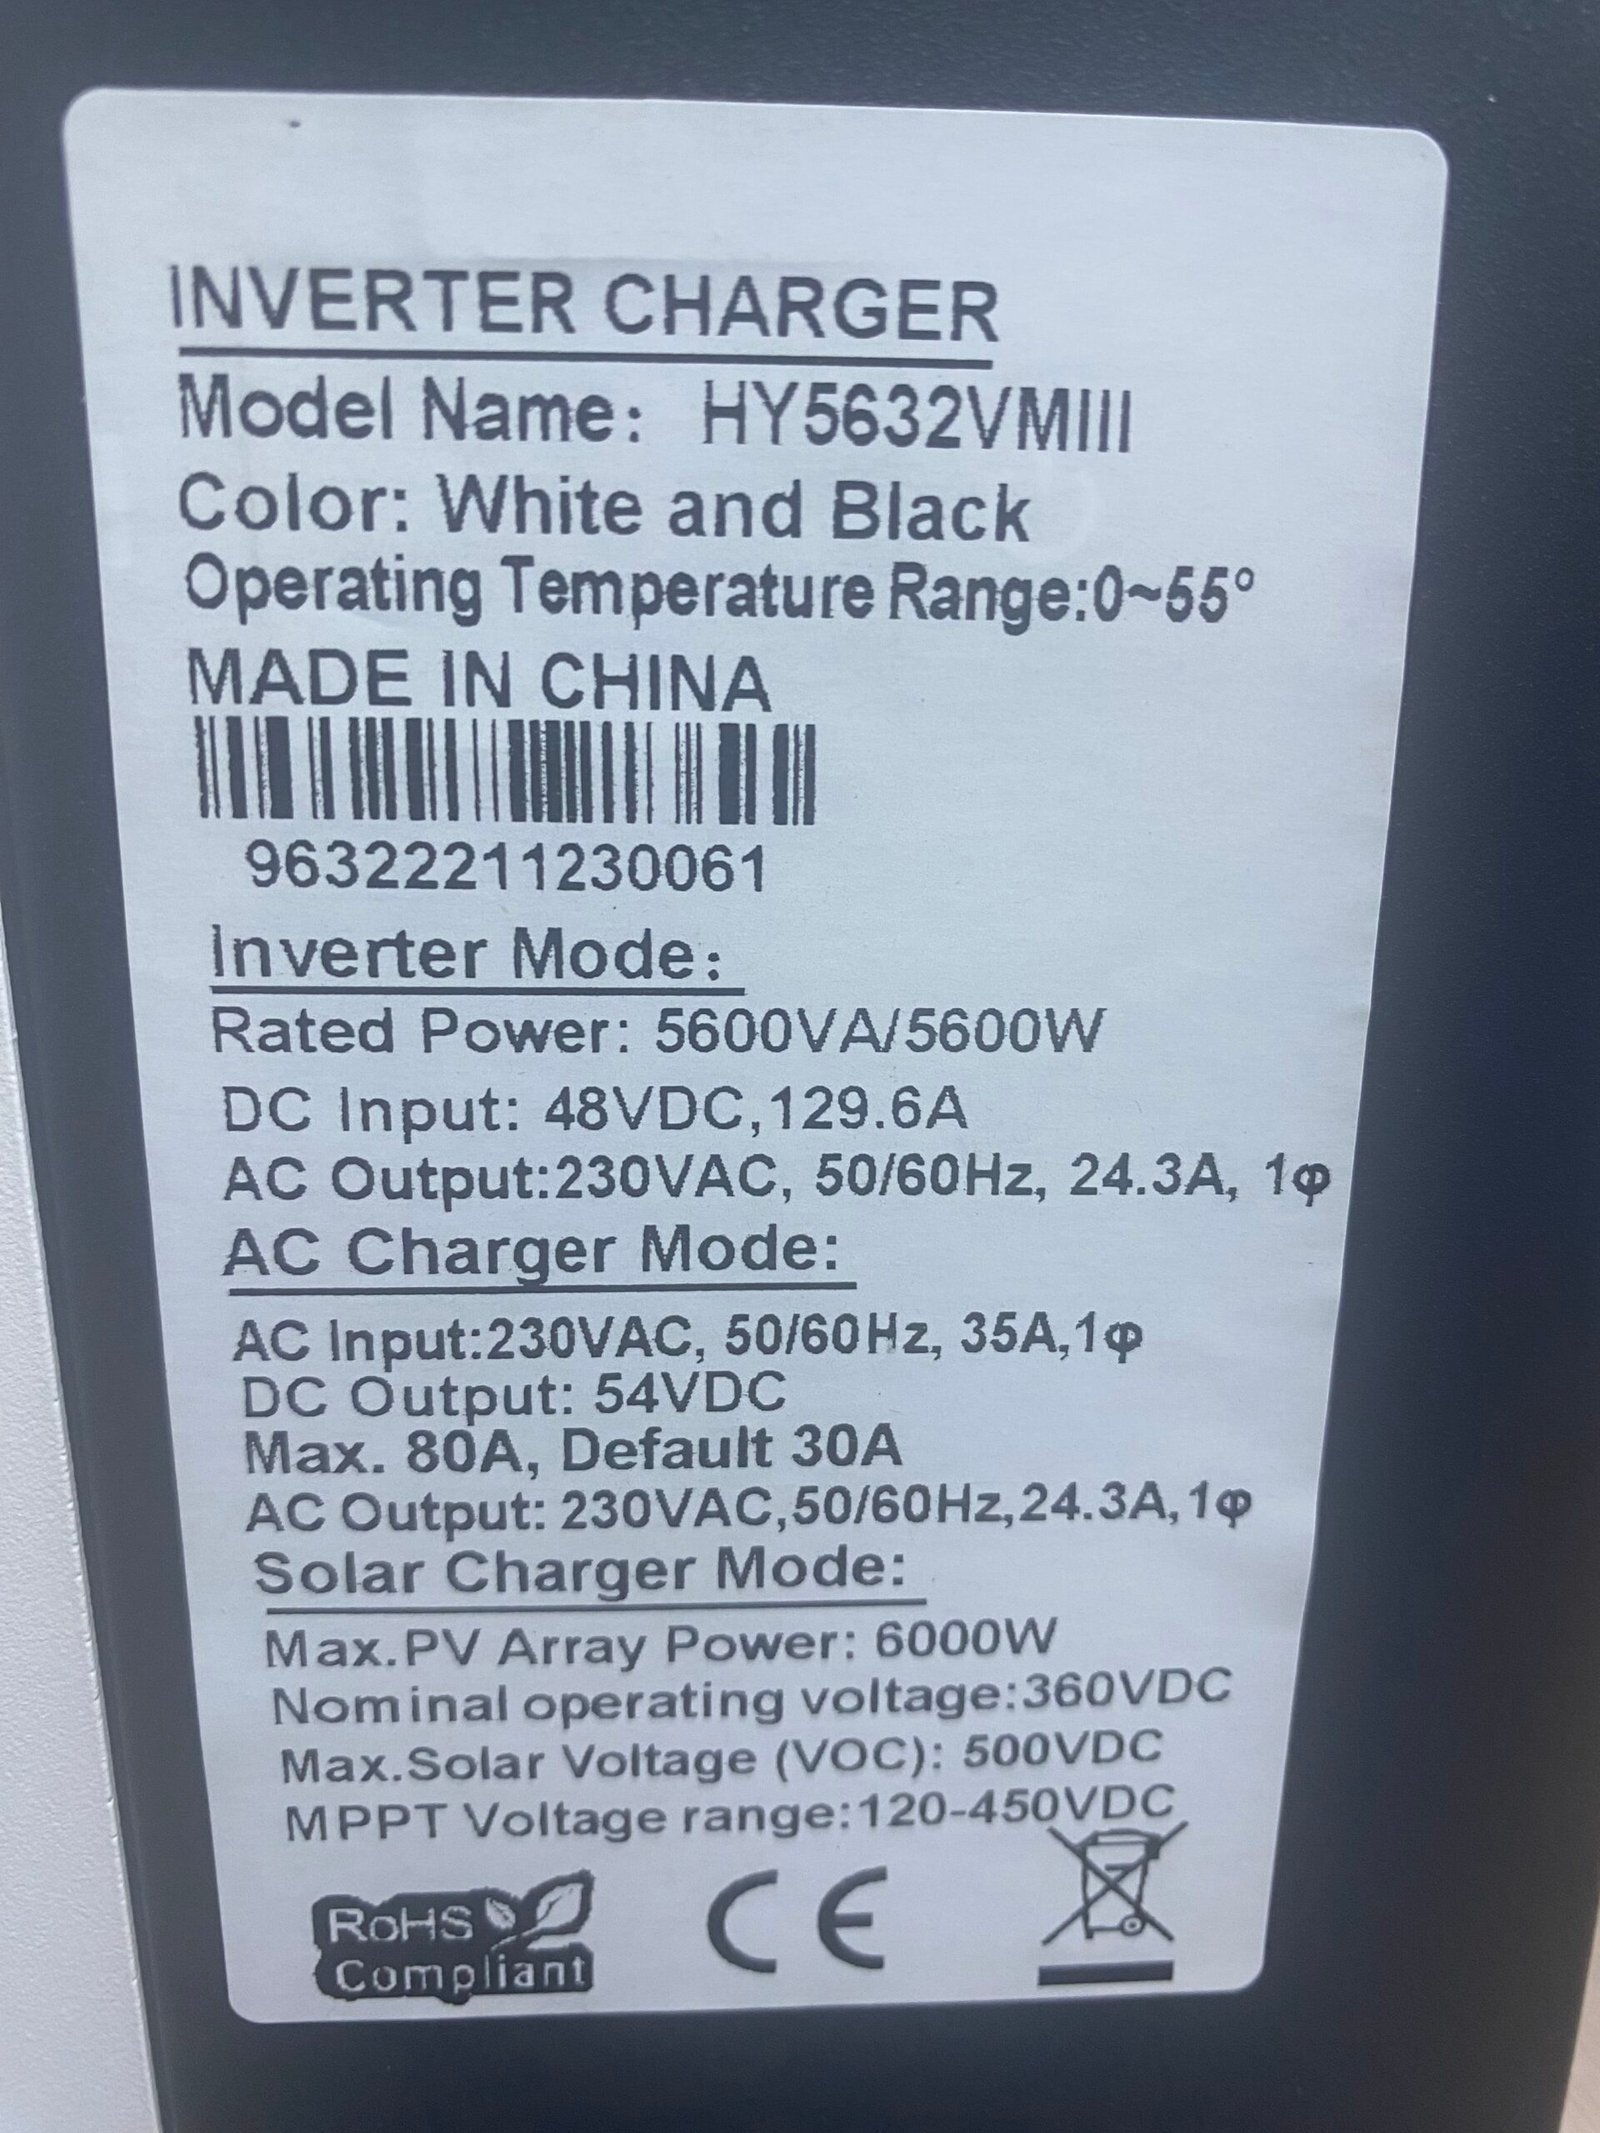 INVERTER CHARGER
Model Name: HY5632VMIII
Color: White and Black
Operating Temperature Range:0~55°
MADE IN CHINA
96322211230061
Inverter Mode:
Rated Power: 5600VA/5600W
DC Input: 48VDC,129.6A
AC Output:230VAC, 50/60Hz, 24.3A, 1φ
AC Charger Mode:
AC Input:230VAC, 50/60Hz, 35A,1φ
DC Output: 54VDC
Max. 80A, Default 30A
AC Output: 230VAC,50/60Hz,24.3A,1φ
Solar Charger Mode:
Max.PV Array Power: 6000W
Nominal operating voltage:360VDC
Max.Solar Voltage (VOC): 500VDC
MPPT Voltage range:120-450VDC
RoHS
Compliant
CE